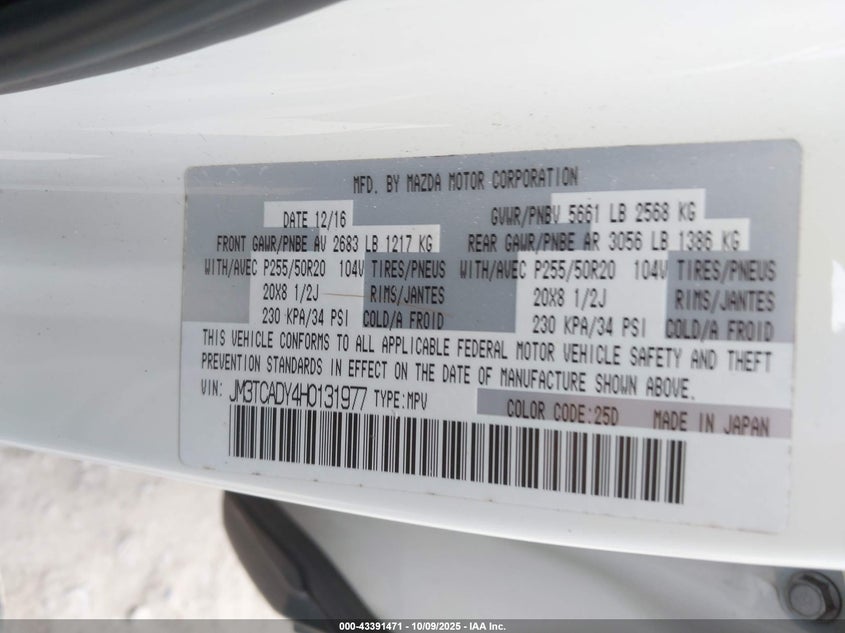 MFD. BY MAZDA MOTOR CORPORATION
DATE 12/16 GVWR/PNBV 5661 LB 2568 KG
FRONT GAWR/PNBE AV 2683 LB 1217 KG REAR GAWR/PNBE AR 3056 LB 1386 KG
WITH/AVEC P255/50R20 104V TIRES/PNEUS WITH/AVEC P255/50R20 104V TIRES/PNEUS
20X8 1/2J RIMS/JANTES 20X8 1/2J RIMS/JANTES
230 KPA/34 PSI COLD/A FROID 230 KPA/34 PSI COLD/A FROID
THIS VEHICLE CONFORMS TO ALL APPLICABLE FEDERAL MOTOR VEHICLE SAFETY AND THEFT
PREVENTION STANDARDS IN EFFECT ON THE DATE OF MANUFACTURE SHOWN ABOVE.
VIN: JM3TCADY4H0131977 TYPE:MPV COLOR CODE:25D MADE IN JAPAN
000-43391471 | 10/09/2025 - IAA Inc.